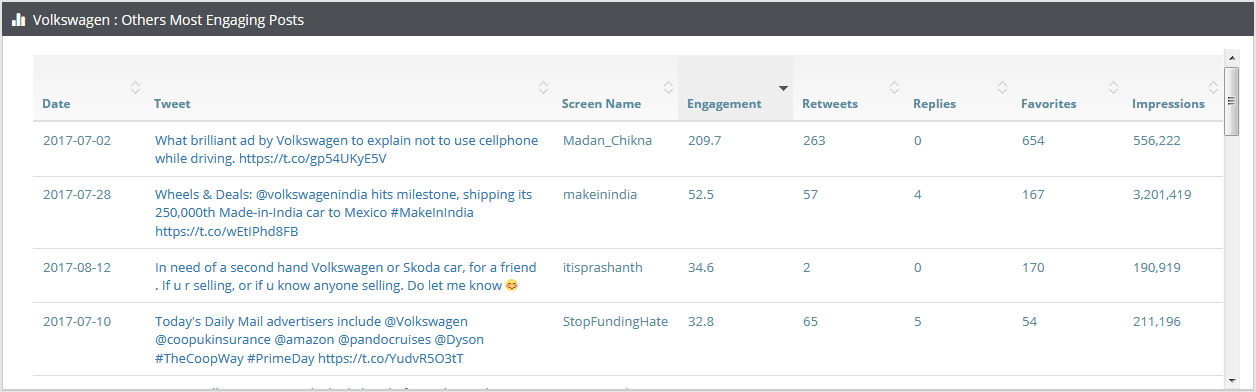 Volkswagen : Others Most Engaging Posts
Date Tweet Screen Name Engagement Retweets Replies Favorites Impressions
2017-07-02 What brilliant ad by Volkswagen to explain not to use cellphone Madan_Chikna 209.7 263 0 654 556,222
while driving. https://t.co/gp54UKyE5V
2017-07-28 Wheels & Deals: @volkswagenindia hits milestone, shipping its makeinindia 52.5 57 4 167 3,201,419
250,000th Made-in-India car to Mexico #MakeInIndia
https://t.co/wEtIPhd8FB
2017-08-12 In need of a second hand Volkswagen or Skoda car, for a friend itisprashanth 34.6 2 0 170 190,919
. If u r selling, or if u know anyone selling. Do let me know 😊
2017-07-10 Today's Daily Mail advertisers include @Volkswagen StopFundingHate 32.8 65 5 54 211,196
@coopukinsurance @amazon @pandocruises @Dyson
#TheCoopWay #PrimeDay https://t.co/YudvR5O3tT